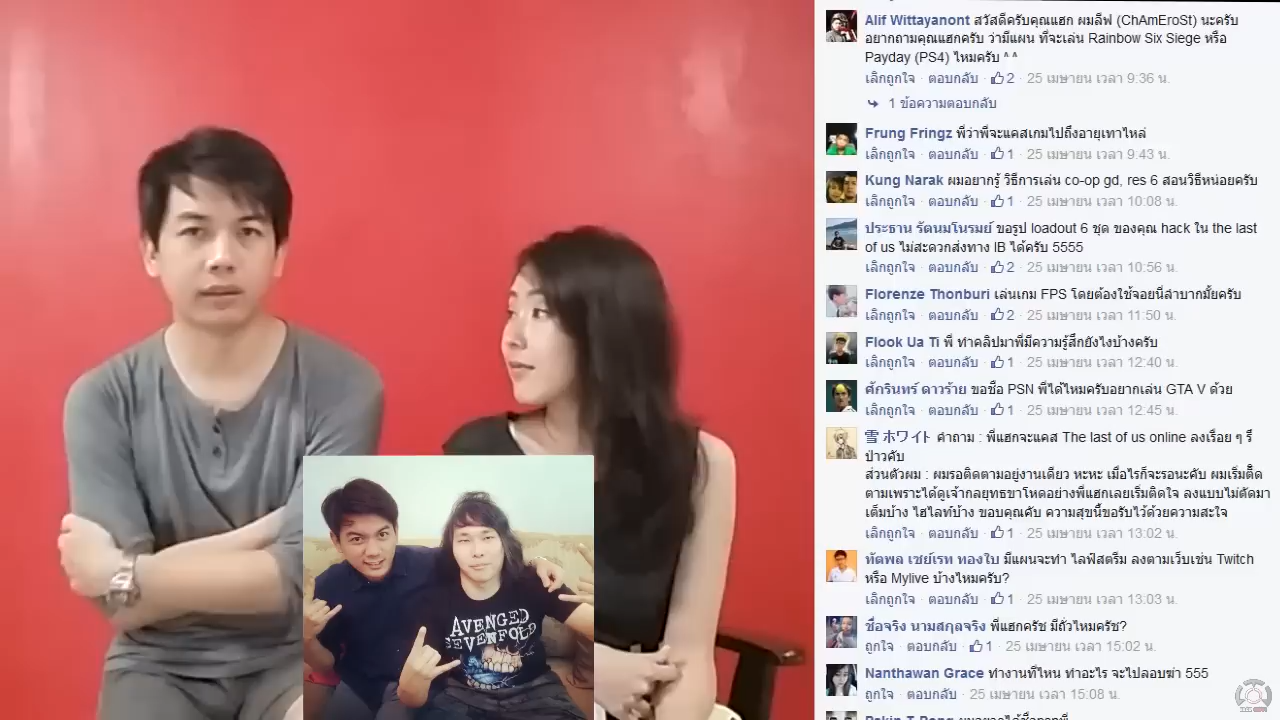 Alif Wittayanont สวัสดีครับคุณแฮก ผมลีฟ (ChAmEroSt) นะครับ
อยากถามคุณแฮกครับ ว่ามีแผน ที่จะเล่น Rainbow Six Siege หรือ
Payday (PS4) ไหมครับ ^ ^
เลิกถูกใจ · ตอบกลับ · 2 · 25 เมษายน เวลา 9:36 น.
1 ข้อความตอบกลับ
Frung Fringz พี่ว่าพี่จะแคสเกมไปถึงอายุเทาไหล่
เลิกถูกใจ · ตอบกลับ · 1 · 25 เมษายน เวลา 9:43 น.
Kung Narak ผมอยากรู้ วิธีการเล่น co-op gd, res 6 สอนวิธีหน่อยครับ
เลิกถูกใจ · ตอบกลับ · 1 · 25 เมษายน เวลา 10:08 น.
ประธาน รัตนมโนรมย์ ขอรูป loadout 6 ชุด ของคุณ hack ใน the last
of us ไม่สะดวกส่งทาง IB ได้ครับ 5555
เลิกถูกใจ · ตอบกลับ · 2 · 25 เมษายน เวลา 10:56 น.
Florenze Thonburi เล่นเกม FPS โดยต้องใช้จอยนี่ลำบากมั้ยครับ
เลิกถูกใจ · ตอบกลับ · 2 · 25 เมษายน เวลา 11:50 น.
Flook Ua Ti พี่ ทำคลิปมาพี่มีความรู้สึกยังไงบ้างครับ
เลิกถูกใจ · ตอบกลับ · 1 · 25 เมษายน เวลา 12:40 น.
ศักรินทร์ ดาวร้าย ขอชื่อ PSN พี่ได้ไหมครับอยากเล่น GTA V ด้วย
เลิกถูกใจ · ตอบกลับ · 1 · 25 เมษายน เวลา 12:45 น.
雪 ホワイト คำถาม : พี่แฮกจะแคส The last of us online ลงเรื่อย ๆ รึ
ป่าวคับ
ส่วนตัวผม : ผมรอติดตามอยู่งานเดียว หะหะ เมื่อไรก็จะรอนะคับ ผมเริ่มติด
ตามเพราะได้ดูเจ้ากลยุทธขาโหดอย่างพี่แฮกเลยเริ่มติดใจ ลงแบบไม่ตัดมา
เต็มบ้าง ไฮไลท์บ้าง ขอบคุณคับ ความสุขนี้ขอรับไว้ด้วยความสะใจ
เลิกถูกใจ · ตอบกลับ · 1 · 25 เมษายน เวลา 13:02 น.
ทัตพล เซย์เรท ทองใบ มีแผนจะทำ ไลฟ์สตรีม ลงตามเว็บเช่น Twitch
หรือ Mylive บ้างไหมครับ?
เลิกถูกใจ · ตอบกลับ · 1 · 25 เมษายน เวลา 13:03 น.
ชื่อจริง นามสกุลจริง พี่แฮกครัช มีถัวไหมครัช?
ถูกใจ · ตอบกลับ · 1 · 25 เมษายน เวลา 15:02 น.
Nanthawan Grace ทำงานที่ไหน ทำอะไร จะไปลอบฆ่า 555
ถูกใจ · ตอบกลับ · 25 เมษายน เวลา 15:08 น.
AVENGED
SEVENFOLD